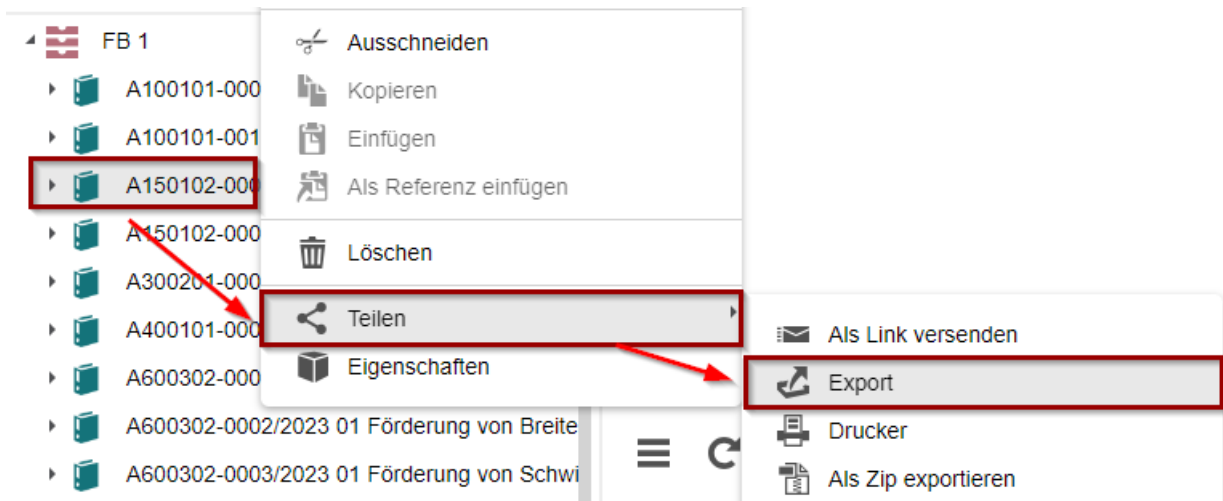 FB 1
A100101-000
A100101-001
A150102-000
A150102-000
A300201-000
A400101-000
A600302-000
A600302-0002/2023 01 Förderung von Breite
A600302-0003/2023 01 Förderung von Schwi
Ausschneiden
Kopieren
Einfügen
Als Referenz einfügen
Löschen
Teilen
Eigenschaften
Als Link versenden
Export
Drucker
Als Zip exportieren